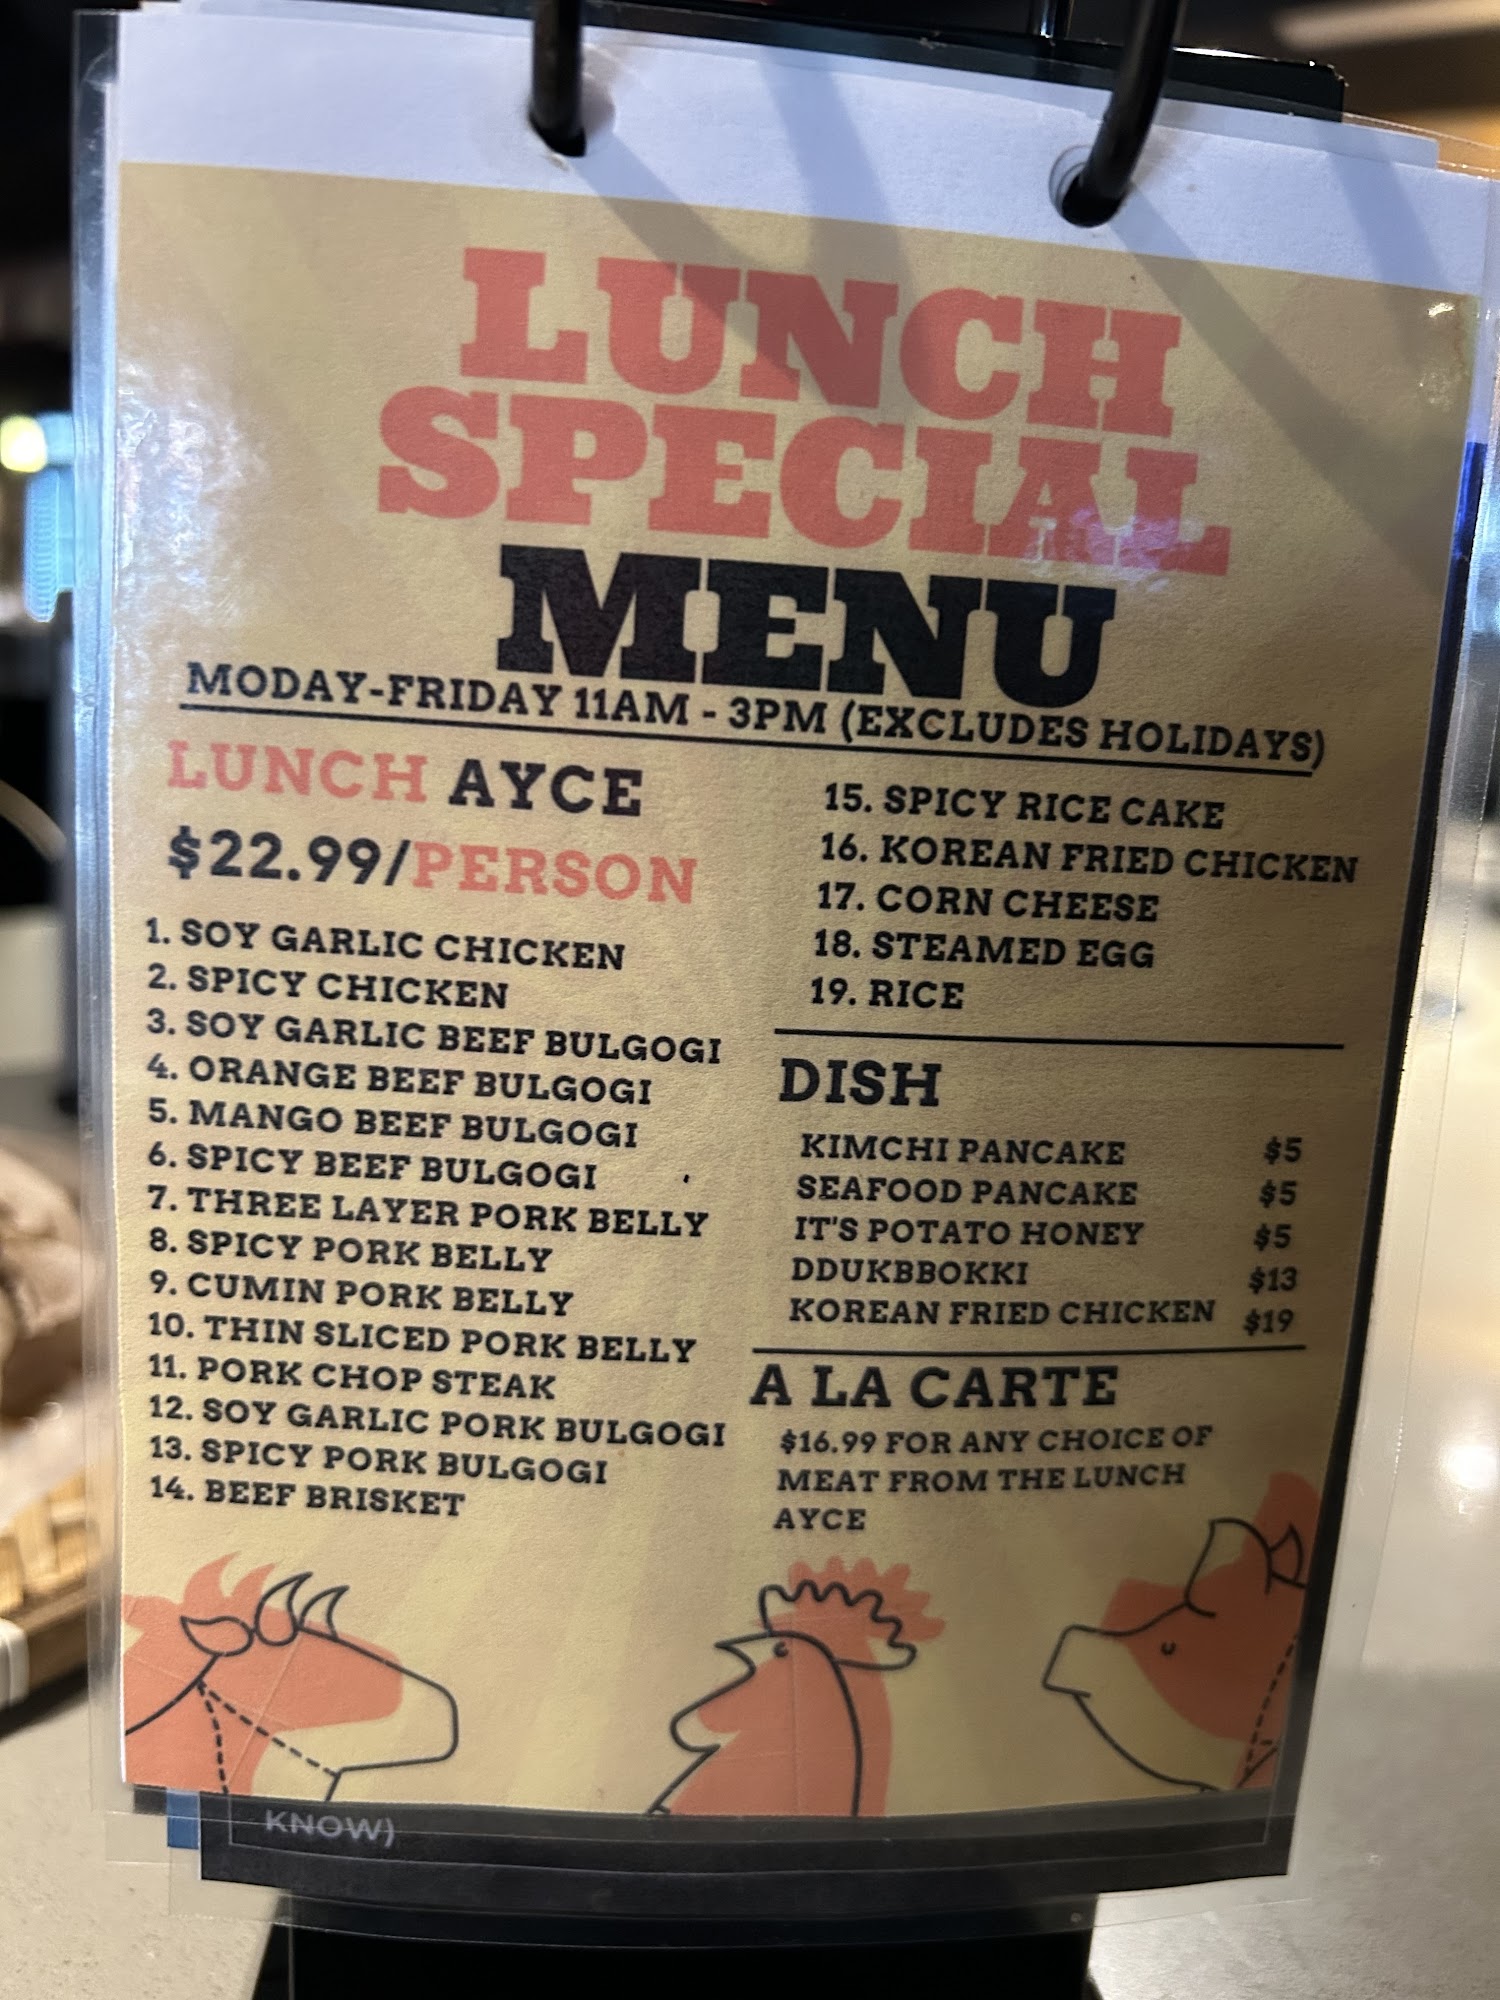 LUNCH
SPECIAL
MENU
MODAY-FRIDAY 11AM - 3PM (EXCLUDES HOLIDAYS)
LUNCH AYCE
$22.99/PERSON
1. SOY GARLIC CHICKEN
2. SPICY CHICKEN
3. SOY GARLIC BEEF BULGOGI
4. ORANGE BEEF BULGOGI
5. MANGO BEEF BULGOGI
6. SPICY BEEF BULGOGI
7. THREE LAYER PORK BELLY
8. SPICY PORK BELLY
9. CUMIN PORK BELLY
10. THIN SLICED PORK BELLY
11. PORK CHOP STEAK
12. SOY GARLIC PORK BULGOGI
13. SPICY PORK BULGOGI
14. BEEF BRISKET
15. SPICY RICE CAKE
16. KOREAN FRIED CHICKEN
17. CORN CHEESE
18. STEAMED EGG
19. RICE
DISH
KIMCHI PANCAKE $5
SEAFOOD PANCAKE $5
IT'S POTATO HONEY $5
DDUKBBOKKI $13
KOREAN FRIED CHICKEN $19
A LA CARTE
$16.99 FOR ANY CHOICE OF
MEAT FROM THE LUNCH
AYCE
KNOW)